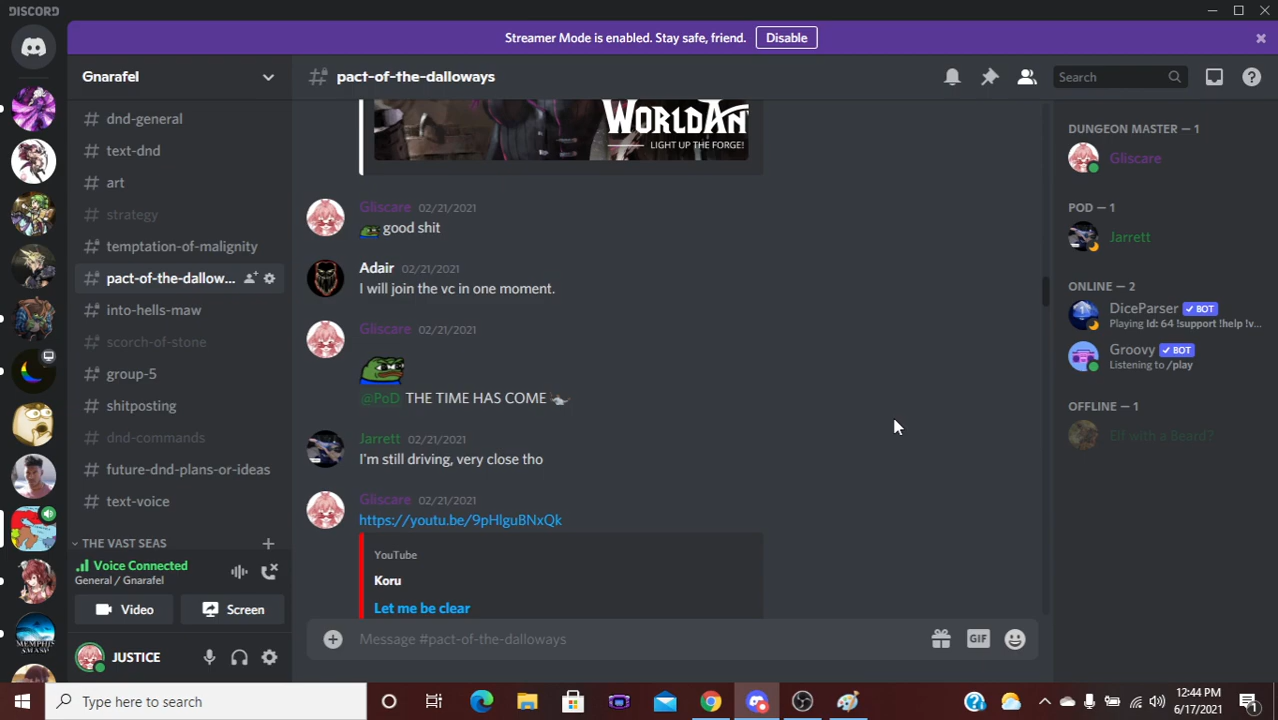 DISCORD
Streamer Mode is enabled. Stay safe, friend. Disable
Gnarafel
# dnd-general
# text-dnd
# art
# strategy
# temptation-of-malignity
# pact-of-the-dallow...
# into-hells-maw
# scorch-of-stone
# group-5
# shitposting
# dnd-commands
# future-dnd-plans-or-ideas
# text-voice
THE VAST SEAS
Voice Connected
General / Gnarafel
Video Screen
JUSTICE
pact-of-the-dalloways
Search
WORLDAN
LIGHT UP THE FORGE!
Gliscare 02/21/2021
good shit
Adair 02/21/2021
I will join the vc in one moment.
Gliscare 02/21/2021
@PoD THE TIME HAS COME
Jarrett 02/21/2021
I'm still driving, very close tho
Gliscare 02/21/2021
https://youtu.be/9pHlguBNxQk
YouTube
Koru
Let me be clear
Message #pact-of-the-dalloways
GIF
DUNGEON MASTER — 1
Gliscare
POD — 1
Jarrett
ONLINE — 2
DiceParser ✓ BOT
Playing Id: 64 !support !help !v...
Groovy ✓ BOT
Listening to /play
OFFLINE — 1
Elf with a Beard?
Type here to search
12:44 PM
6/17/2021
1